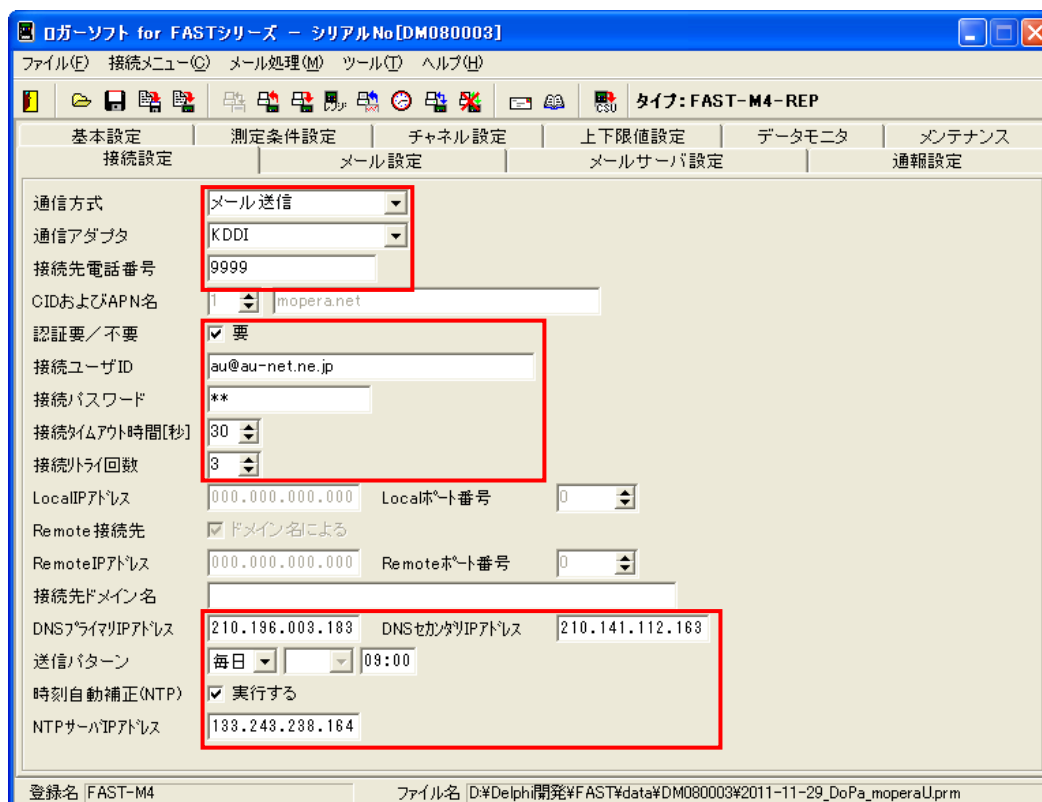 ロガーソフト for FASTシリーズ － シリアルNo[DM080003]
ファイル(F) 接続メニュー(C) メール処理(M) ツール(T) ヘルプ(H)
CSU タイプ:FAST-M4-REP
基本設定 測定条件設定 チャネル設定 上下限値設定 データモニタ メンテナンス
接続設定 メール設定 メールサーバ設定 通報設定
通信方式 メール送信
通信アダプタ KDDI
接続先電話番号 9999
CIDおよびAPN名 1 mopera.net
認証要／不要 要
接続ユーザID au@au-net.ne.jp
接続パスワード **
接続ﾀｲﾑｱｳﾄ時間[秒] 30
接続ﾘﾄﾗｲ回数 3
LocalIPｱﾄﾞﾚｽ 000.000.000.000 Localﾎﾟｰﾄ番号 0
Remote接続先 ドメイン名による
RemoteIPｱﾄﾞﾚｽ 000.000.000.000 Remoteﾎﾟｰﾄ番号 0
接続先ドメイン名
DNSﾌﾟﾗｲﾏﾘIPｱﾄﾞﾚｽ 210.196.003.183 DNSｾｶﾝﾀﾞﾘIPｱﾄﾞﾚｽ 210.141.112.163
送信パターン 毎日 09:00
時刻自動補正(NTP) 実行する
NTPｻｰﾊﾞIPｱﾄﾞﾚｽ 133.243.238.164
登録名 FAST-M4 ファイル名 D:¥Delphi開発¥FAST¥data¥DM080003¥2011-11-29_DoPa_moperaU.prm